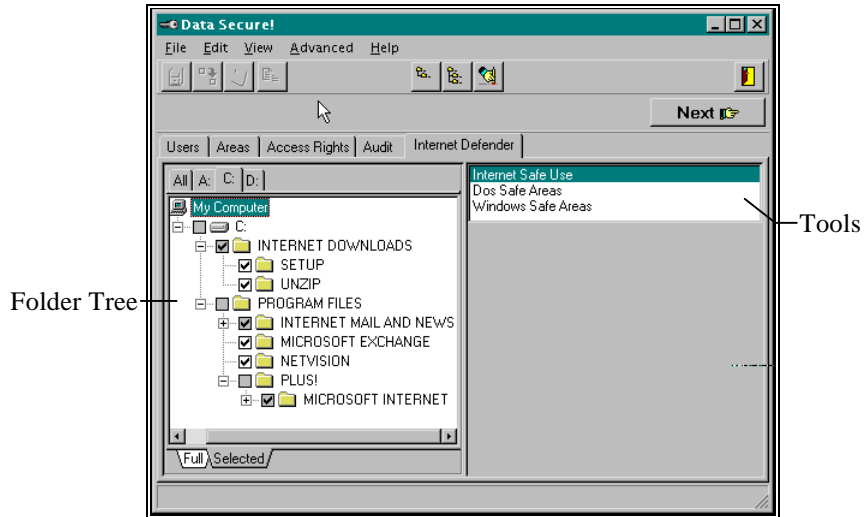 Data Secure!
File Edit View Advanced Help
Next
Users Areas Access Rights Audit Internet Defender
All A: C: D:
My Computer
C:
INTERNET DOWNLOADS
SETUP
UNZIP
PROGRAM FILES
INTERNET MAIL AND NEWS
MICROSOFT EXCHANGE
NETVISION
PLUS!
MICROSOFT INTERNET
Full Selected
Internet Safe Use
Dos Safe Areas
Windows Safe Areas
Tools
Folder Tree